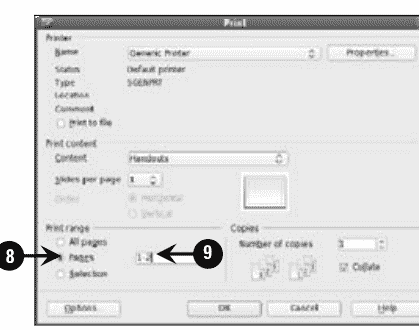 Print
Printer
Name Generic Printer Properties...
Status Default printer
Type SGENPRT
Location
Comment
Print to file
Print content
Content Handouts
Slides per page 1
Order Horizontal
Vertical
Print range Copies
All pages Number of copies 1
8 Pages 1-2 9
Selection Collate
Options... OK Cancel Help